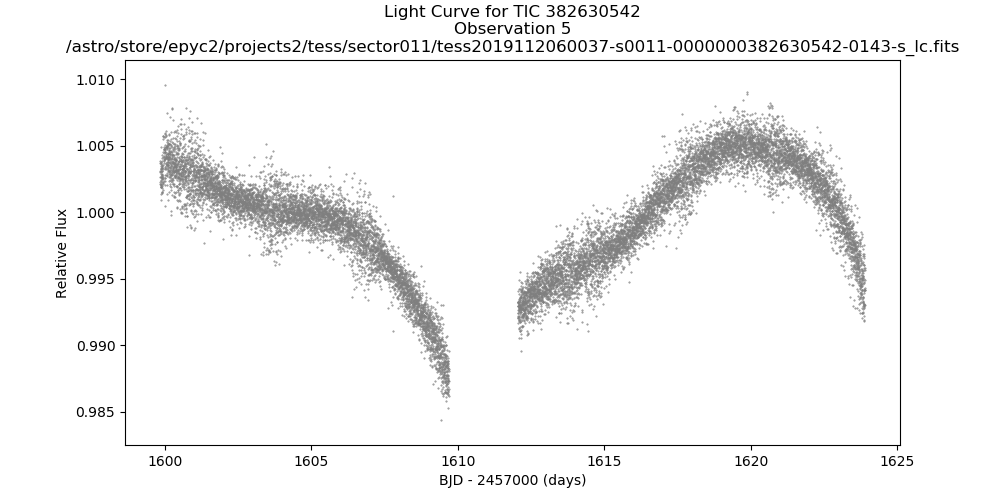 Light Curve for TIC 382630542
Observation 5
/astro/store/epyc2/projects2/tess/sector011/tess2019112060037-s0011-0000000382630542-0143-s_lc.fits
1.010
1.005
1.000
0.995
0.990
0.985
Relative Flux
1600
1605
1610
1615
1620
1625
BJD - 2457000 (days)